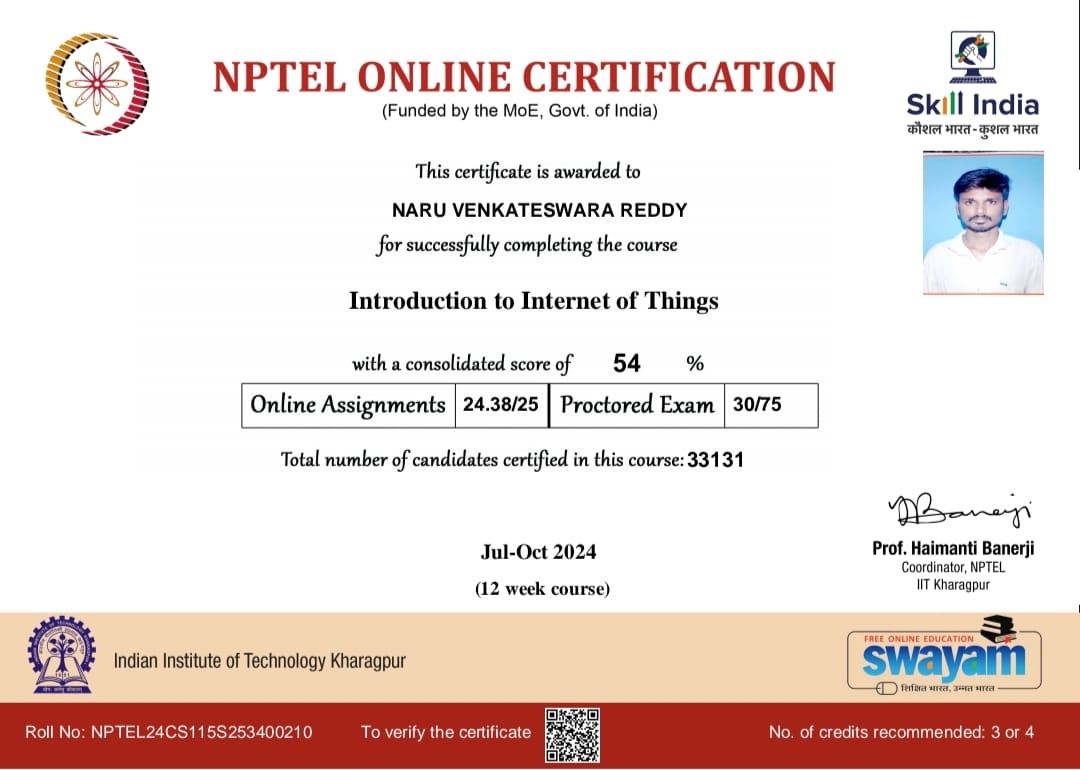 NPTEL ONLINE CERTIFICATION
(Funded by the MoE, Govt. of India)
Skill India
कौशल भारत - कुशल भारत
This certificate is awarded to
NARU VENKATESWARA REDDY
for successfully completing the course
Introduction to Internet of Things
with a consolidated score of 54 %
Online Assignments 24.38/25 Proctored Exam 30/75
Total number of candidates certified in this course: 33131
Jul-Oct 2024
(12 week course)
Prof. Haimanti Banerji
Coordinator, NPTEL
IIT Kharagpur
Indian Institute of Technology Kharagpur
FREE ONLINE EDUCATION
swayam
शिक्षित भारत, उन्नत भारत
Roll No: NPTEL24CS115S253400210 To verify the certificate No. of credits recommended: 3 or 4